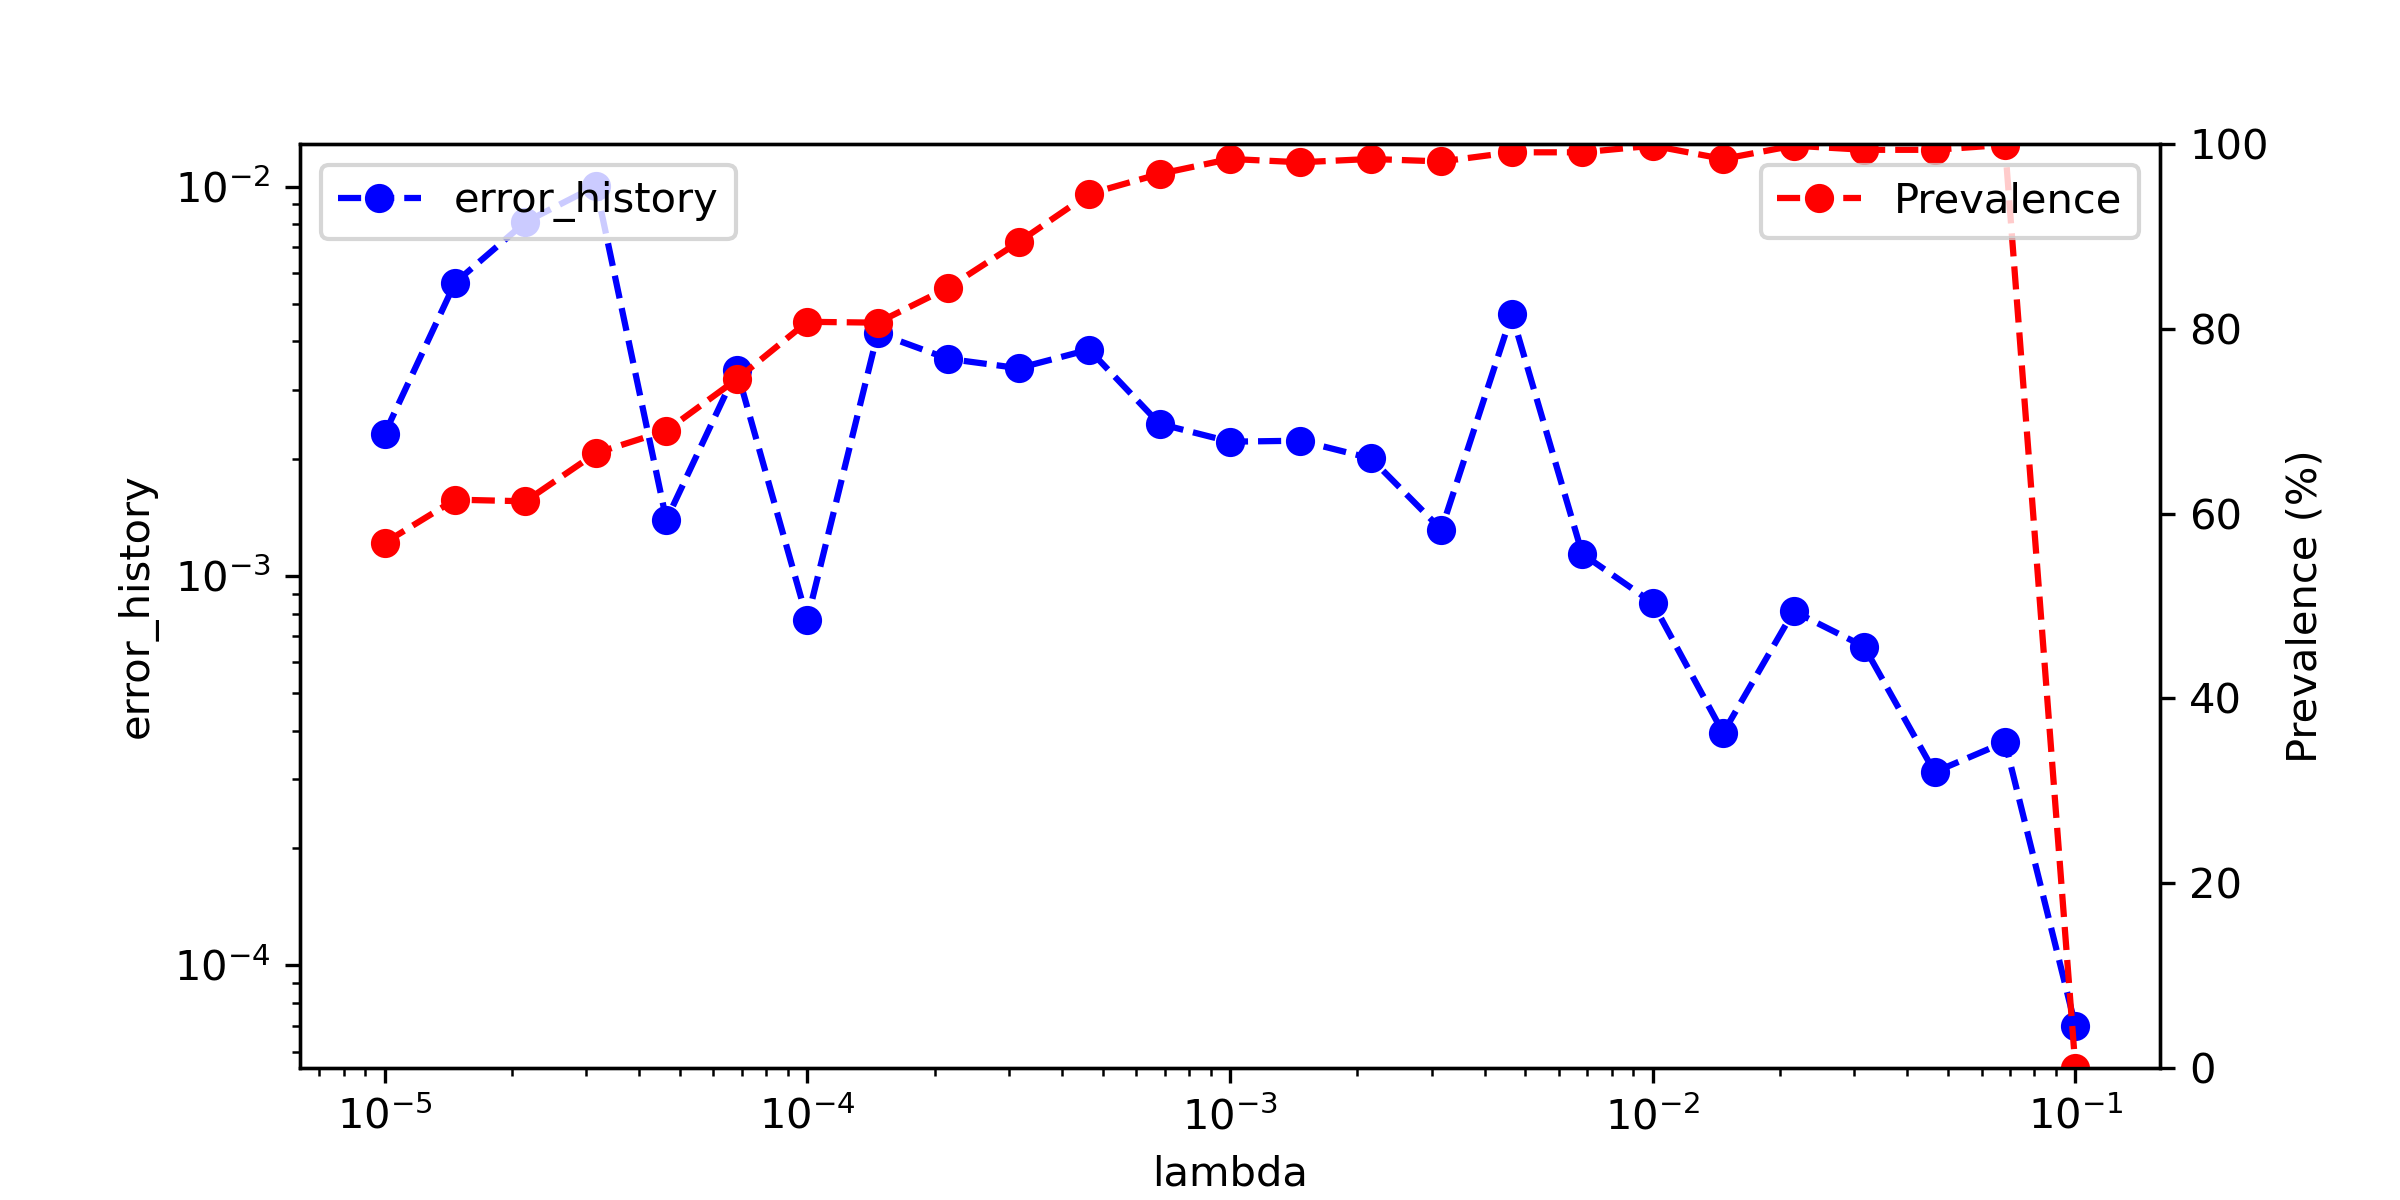 error_history
Prevalence
10⁻²
10⁻³
10⁻⁴
error_history
100
80
60
40
20
0
Prevalence (%)
10⁻⁵
10⁻⁴
10⁻³
10⁻²
10⁻¹
lambda